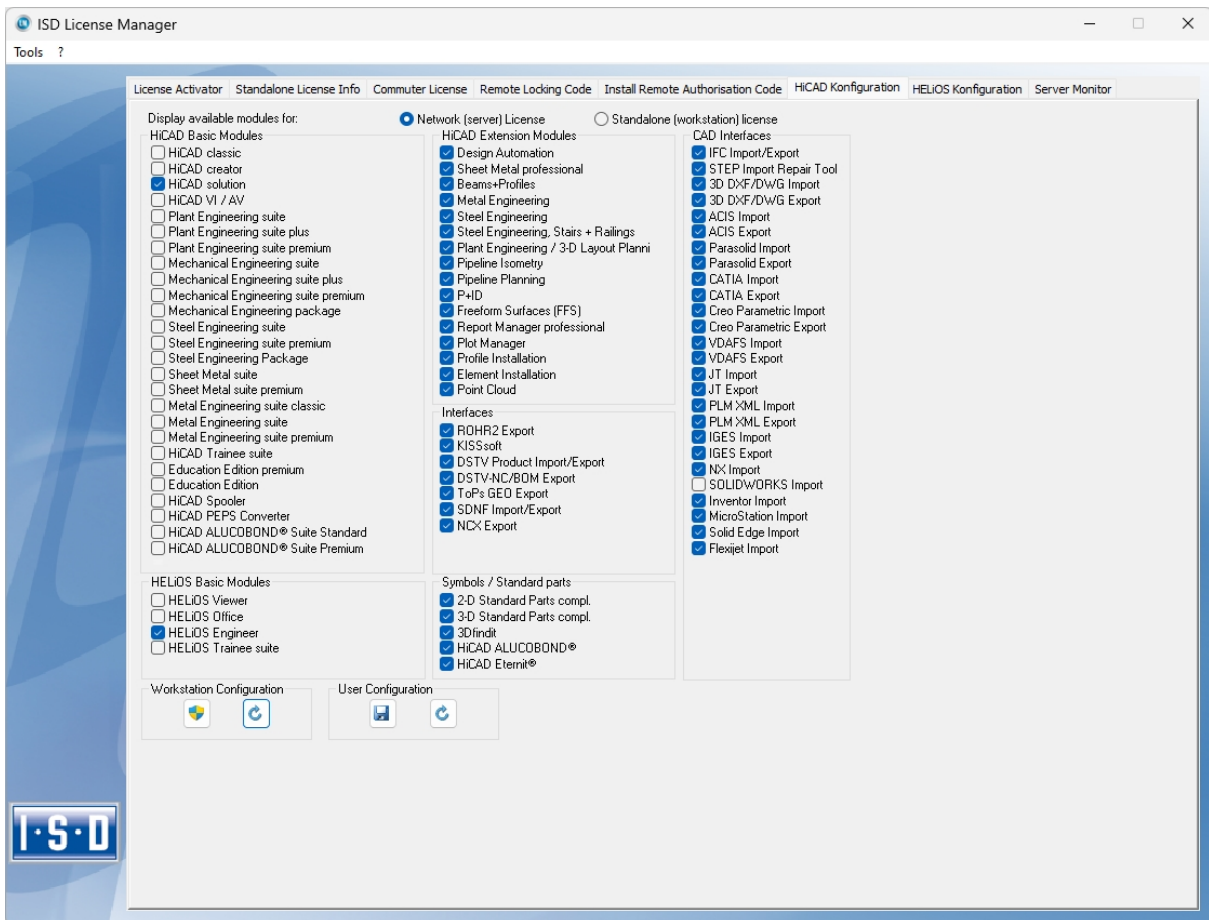 ISD License Manager
Tools ?
License Activator Standalone License Info Commuter License Remote Locking Code Install Remote Authorisation Code HiCAD Konfiguration HELiOS Konfiguration Server Monitor
Display available modules for: Network (server) License Standalone (workstation) license
HiCAD Basic Modules
HiCAD classic
HiCAD creator
HiCAD solution
HiCAD VI / AV
Plant Engineering suite
Plant Engineering suite plus
Plant Engineering suite premium
Mechanical Engineering suite
Mechanical Engineering suite plus
Mechanical Engineering suite premium
Mechanical Engineering package
Steel Engineering suite
Steel Engineering suite premium
Steel Engineering Package
Sheet Metal suite
Sheet Metal suite premium
Metal Engineering suite classic
Metal Engineering suite
Metal Engineering suite premium
HiCAD Trainee suite
Education Edition premium
Education Edition
HiCAD Spooler
HiCAD PEPS Converter
HiCAD ALUCOBOND® Suite Standard
HiCAD ALUCOBOND® Suite Premium
HiCAD Extension Modules
Design Automation
Sheet Metal professional
Beams+Profiles
Metal Engineering
Steel Engineering
Steel Engineering, Stairs + Railings
Plant Engineering / 3-D Layout Planni
Pipeline Isometry
Pipeline Planning
P+ID
Freeform Surfaces (FFS)
Report Manager professional
Plot Manager
Profile Installation
Element Installation
Point Cloud
Interfaces
ROHR2 Export
KISSsoft
DSTV Product Import/Export
DSTV-NC/BOM Export
ToPs GEO Export
SDNF Import/Export
NCX Export
CAD Interfaces
IFC Import/Export
STEP Import Repair Tool
3D DXF/DWG Import
3D DXF/DWG Export
ACIS Import
ACIS Export
Parasolid Import
Parasolid Export
CATIA Import
CATIA Export
Creo Parametric Import
Creo Parametric Export
VDAFS Import
VDAFS Export
JT Import
JT Export
PLM XML Import
PLM XML Export
IGES Import
IGES Export
NX Import
SOLIDWORKS Import
Inventor Import
MicroStation Import
Solid Edge Import
Flexijet Import
HELiOS Basic Modules
HELiOS Viewer
HELiOS Office
HELiOS Engineer
HELiOS Trainee suite
Symbols / Standard parts
2-D Standard Parts compl.
3-D Standard Parts compl.
3Dfindit
HiCAD ALUCOBOND®
HiCAD Eternit®
Workstation Configuration User Configuration
I·S·D